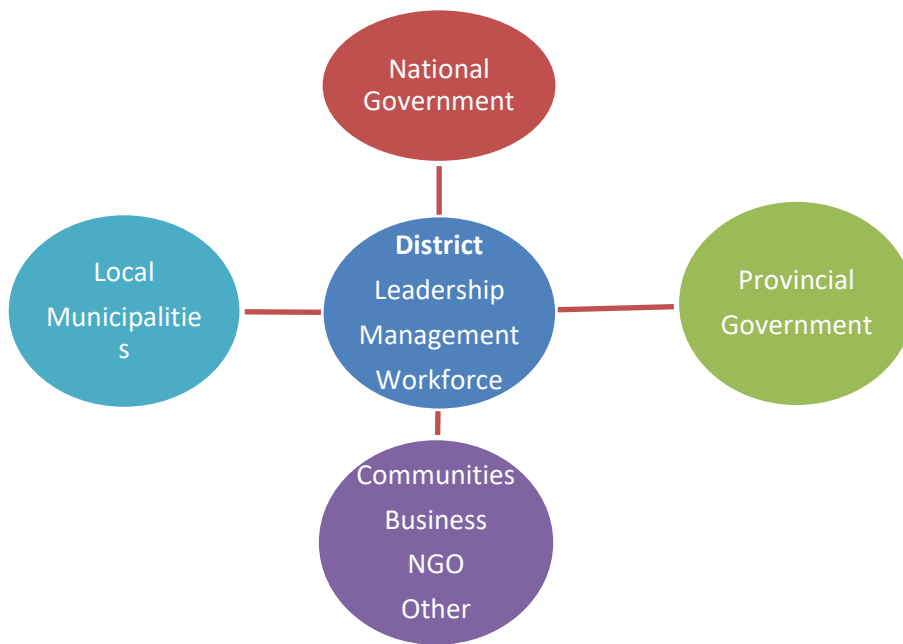 National
Government
District
Leadership
Management
Workforce
Local
Municipalitie
s
Provincial
Government
Communities
Business
NGO
Other